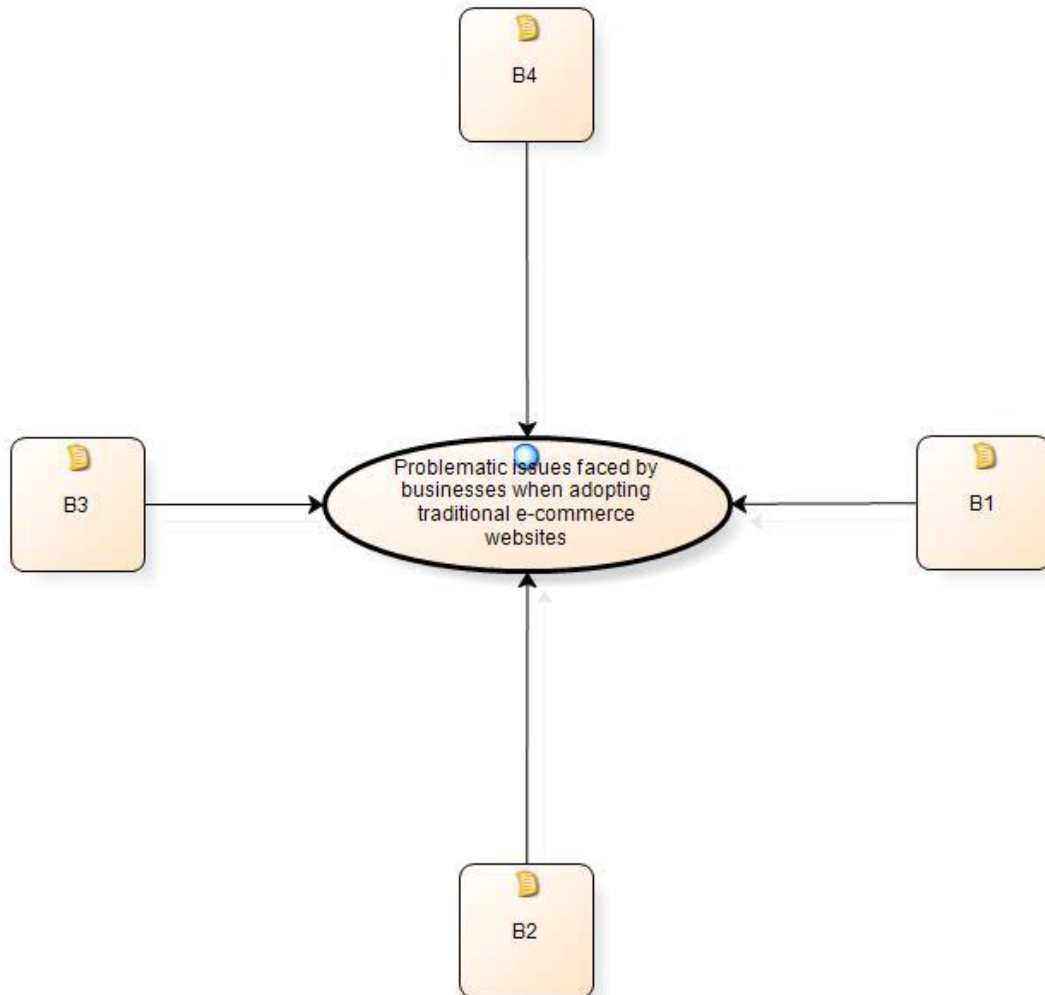 B4
B3
Problematic issues faced by
businesses when adopting
traditional e-commerce
websites
B1
B2